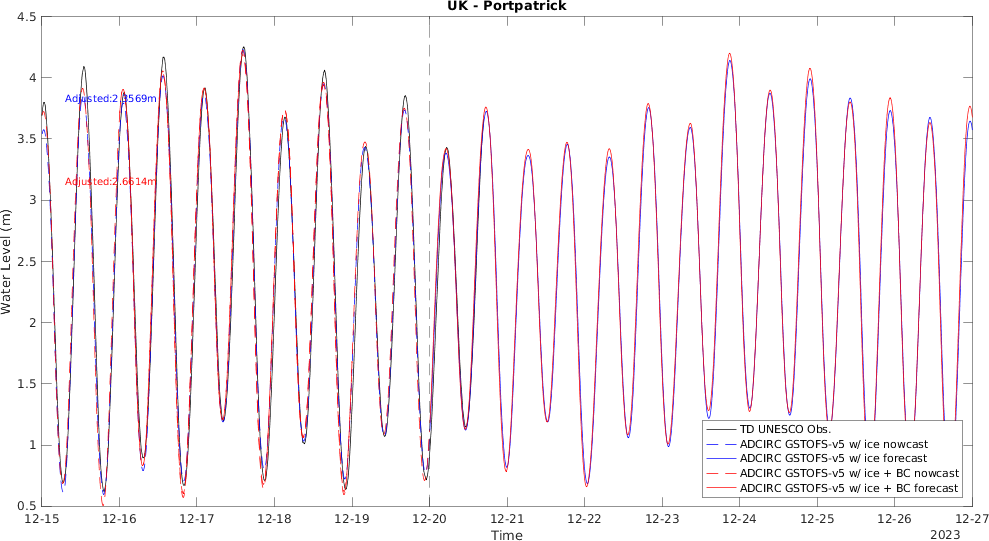 UK - Portpatrick
4.5
4
3.5
3
2.5
2
1.5
1
0.5
Water Level (m)
Adjusted:2.3569m
Adjusted:2.6614m
TD UNESCO Obs.
ADCIRC GSTOFS-v5 w/ ice nowcast
ADCIRC GSTOFS-v5 w/ ice forecast
ADCIRC GSTOFS-v5 w/ ice + BC nowcast
ADCIRC GSTOFS-v5 w/ ice + BC forecast
12-15 12-16 12-17 12-18 12-19 12-20 12-21 12-22 12-23 12-24 12-25 12-26 12-27
Time
2023